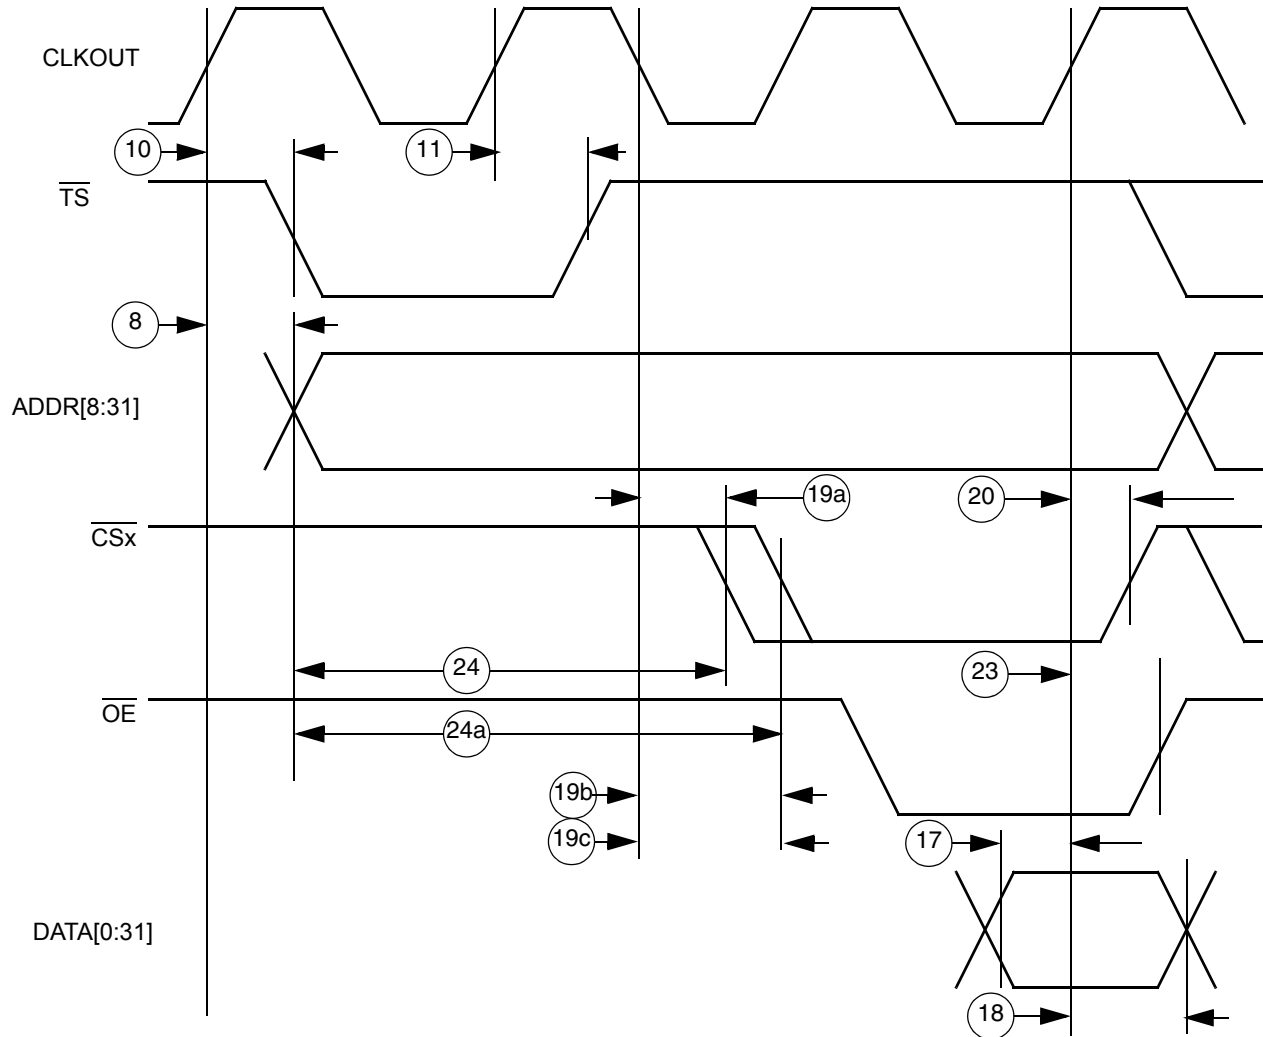 CLKOUT
10
11
TS
8
ADDR[8:31]
19a
20
CSx
24
23
OE
24a
19b
19c
17
DATA[0:31]
18